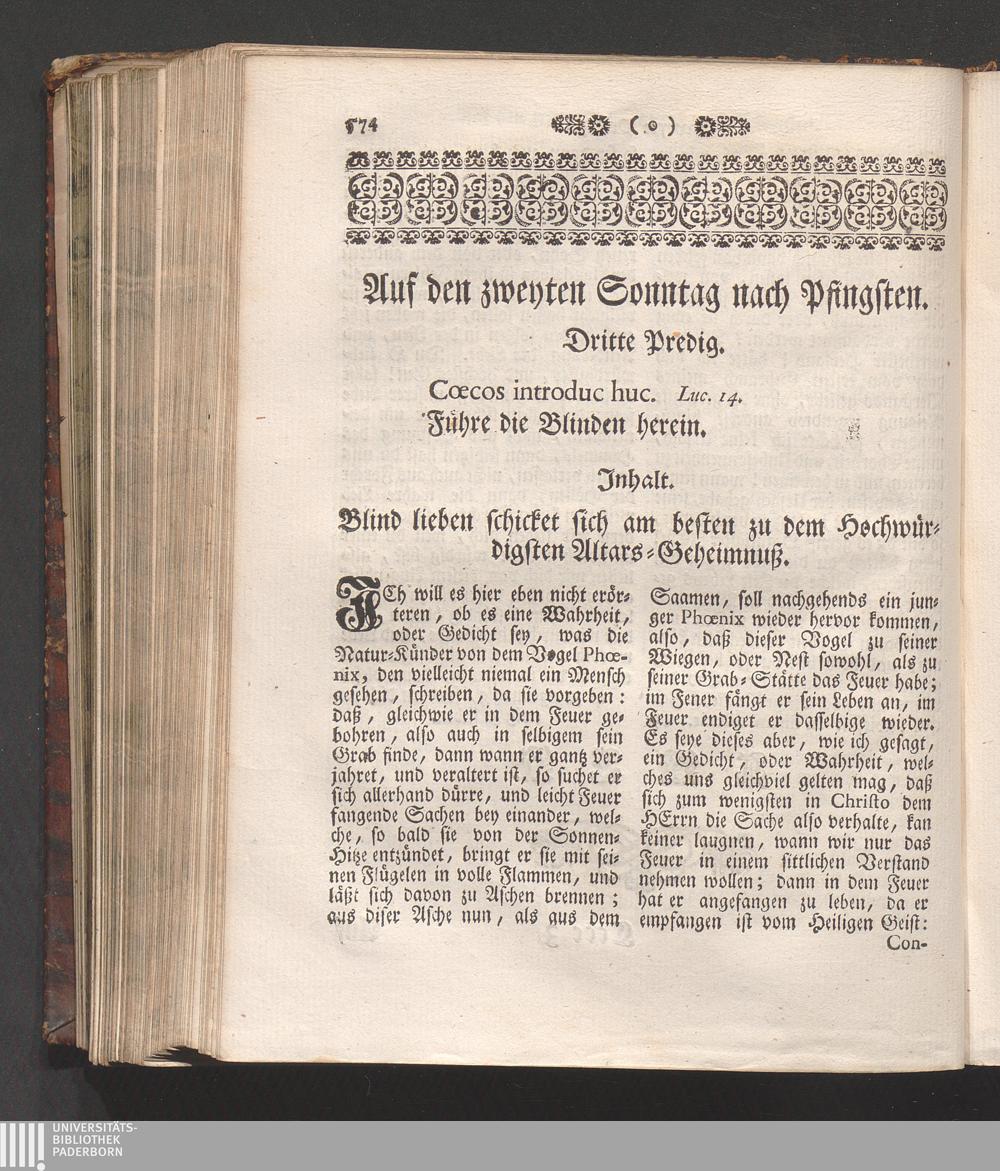 574 ( o )
Auf den zweyten Sonntag nach Pfingsten.
Dritte Predig.
Cœcos introduc huc. Luc. 14.
Führe die Blinden herein.
Inhalt.
Blind lieben schicket sich am besten zu dem Hochwür-
digsten Altars-Geheimnuß.
ICh will es hier eben nicht erör-
teren, ob es eine Wahrheit,
oder Gedicht sey, was die
Natur-Künder von dem Vogel Phœ-
nix, den vielleicht niemal ein Mensch
gesehen, schreiben, da sie vorgeben:
daß, gleichwie er in dem Feuer ge-
bohren, also auch in selbigem sein
Grab finde, dann wann er gantz ver-
jahret, und veraltert ist, so suchet er
sich allerhand dürre, und leicht Feuer
fangende Sachen bey einander, wel-
che, so bald sie von der Sonnen-
Hitze entzündet, bringt er sie mit sei-
nen Flügelen in volle Flammen, und
läßt sich davon zu Aschen brennen;
aus diser Asche nun, als aus dem
Saamen, soll nachgehends ein jun-
ger Phœnix wieder hervor kommen,
also, daß dieser Vogel zu seiner
Wiegen, oder Nest sowohl, als zu
seiner Grab-Stätte das Feuer habe;
im Feuer fängt er sein Leben an, im
Feuer endiget er dasselbige wieder.
Es seye dieses aber, wie ich gesagt,
ein Gedicht, oder Wahrheit, wel-
ches uns gleichviel gelten mag, daß
sich zum wenigsten in Christo dem
HErrn die Sache also verhalte, kan
keiner laugnen, wann wir nur das
Feuer in einem sittlichen Verstand
nehmen wollen; dann in dem Feuer
hat er angefangen zu leben, da er
empfangen ist vom Heiligen Geist:
Con-
UNIVERSITÄTS-
BIBLIOTHEK
PADERBORN